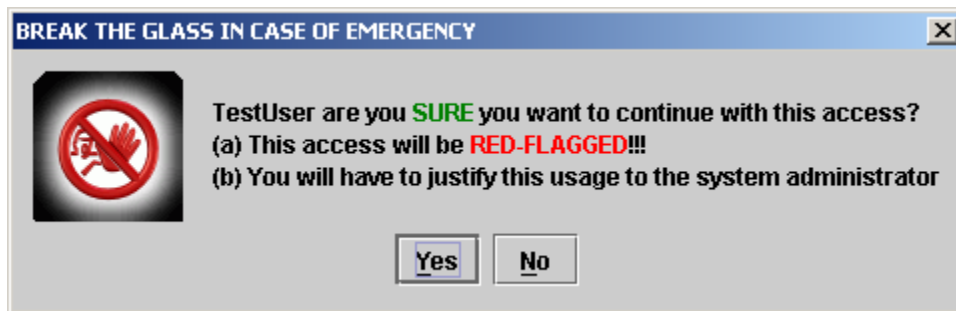 BREAK THE GLASS IN CASE OF EMERGENCY
TestUser are you SURE you want to continue with this access?
(a) This access will be RED-FLAGGED!!!
(b) You will have to justify this usage to the system administrator
Yes No